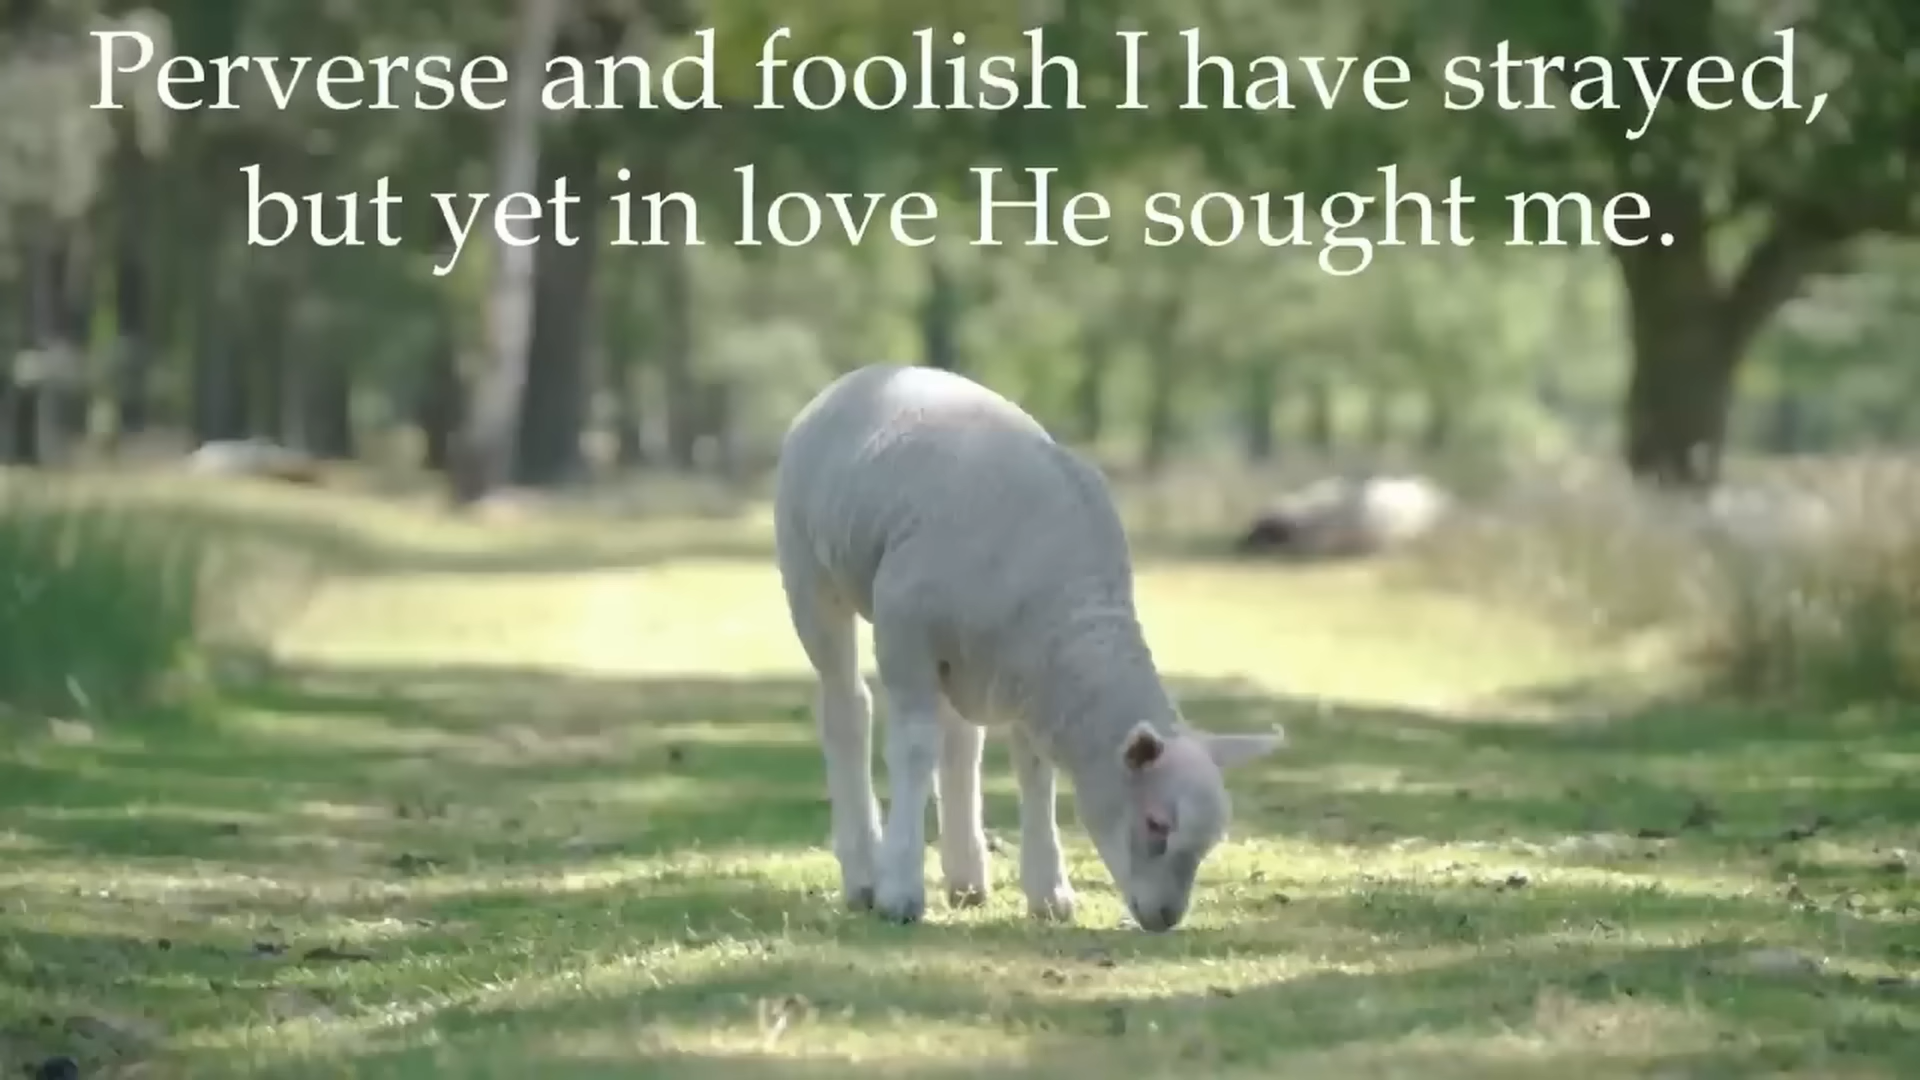 Perverse and foolish I have strayed,
but yet in love He sought me.